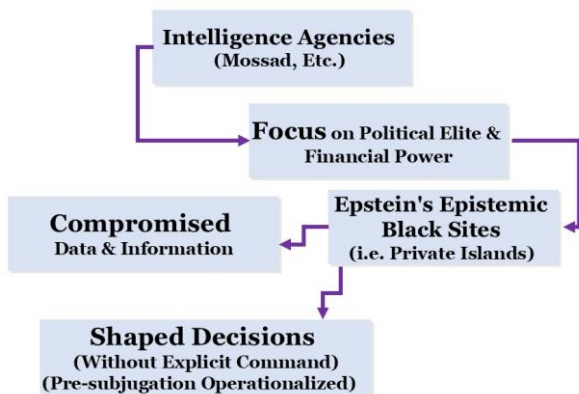 Intelligence Agencies
(Mossad, Etc.)
Focus on Political Elite &
Financial Power
Epstein's Epistemic
Black Sites
(i.e. Private Islands)
Compromised
Data & Information
Shaped Decisions
(Without Explicit Command)
(Pre-subjugation Operationalized)